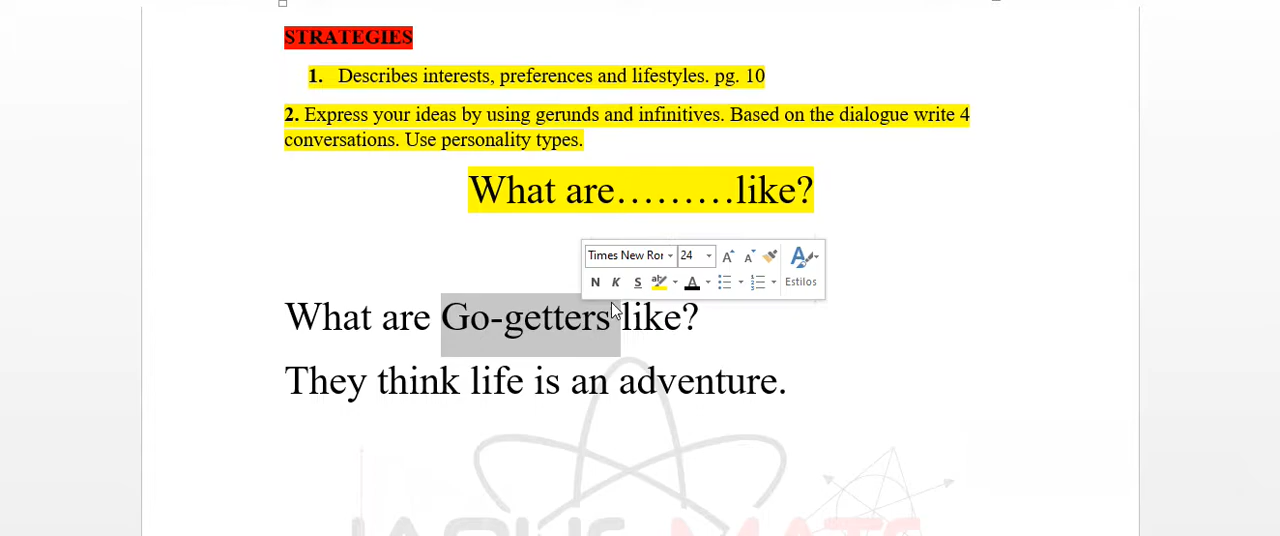 STRATEGIES
1. Describes interests, preferences and lifestyles. pg. 10
2. Express your ideas by using gerunds and infinitives. Based on the dialogue write 4
conversations. Use personality types.
What are………like?
Times New Ror 24
N K S Estilos
What are Go-getters like?
They think life is an adventure.